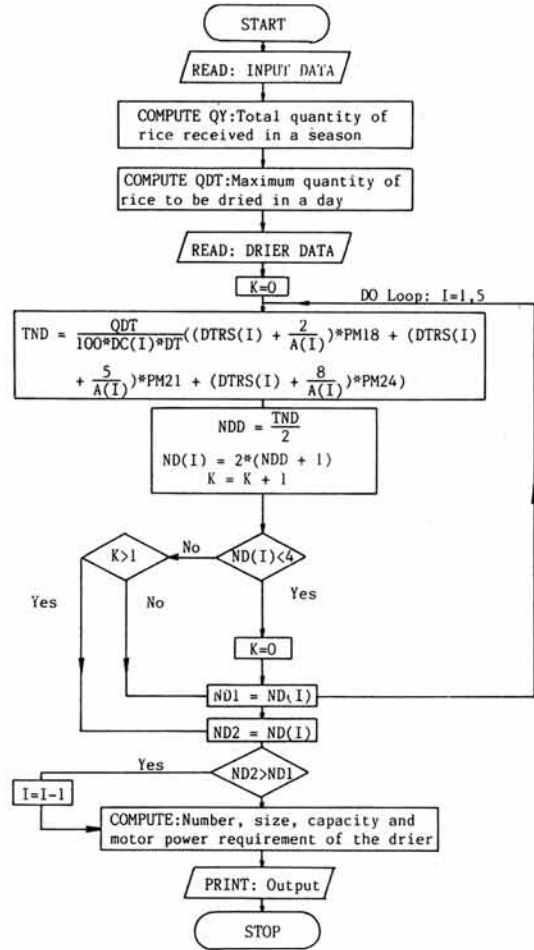 START
READ: INPUT DATA
COMPUTE QY:Total quantity of
rice received in a season
COMPUTE QDT:Maximum quantity of
rice to be dried in a day
READ: DRIER DATA
K=0
DO Loop: I=1,5
TND = QDT/100*DC(I)*DT((DTRS(I) + 2/A(I))*PM18 + (DTRS(I)
+ 5/A(I))*PM21 + (DTRS(I) + 8/A(I))*PM24)
NDD = TND/2
ND(I) = 2*(NDD + 1)
K = K + 1
K>1
No
ND(I)<4
Yes
No
Yes
K=0
ND1 = ND(I)
ND2 = ND(I)
Yes
ND2>ND1
I=I-1
COMPUTE:Number, size, capacity and
motor power requirement of the drier
PRINT: Output
STOP